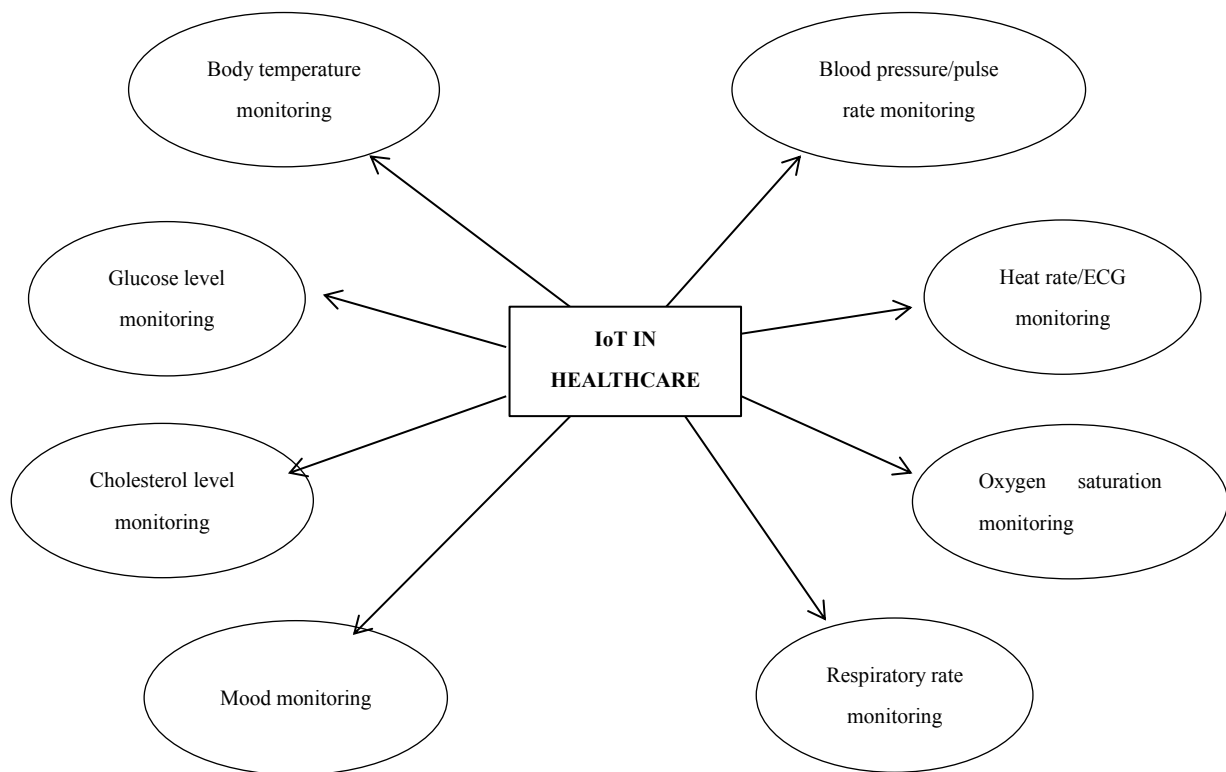 Body temperature
monitoring
Blood pressure/pulse
rate monitoring
Glucose level
monitoring
Heat rate/ECG
monitoring
IoT IN
HEALTHCARE
Cholesterol level
monitoring
Oxygen saturation
monitoring
Mood monitoring
Respiratory rate
monitoring